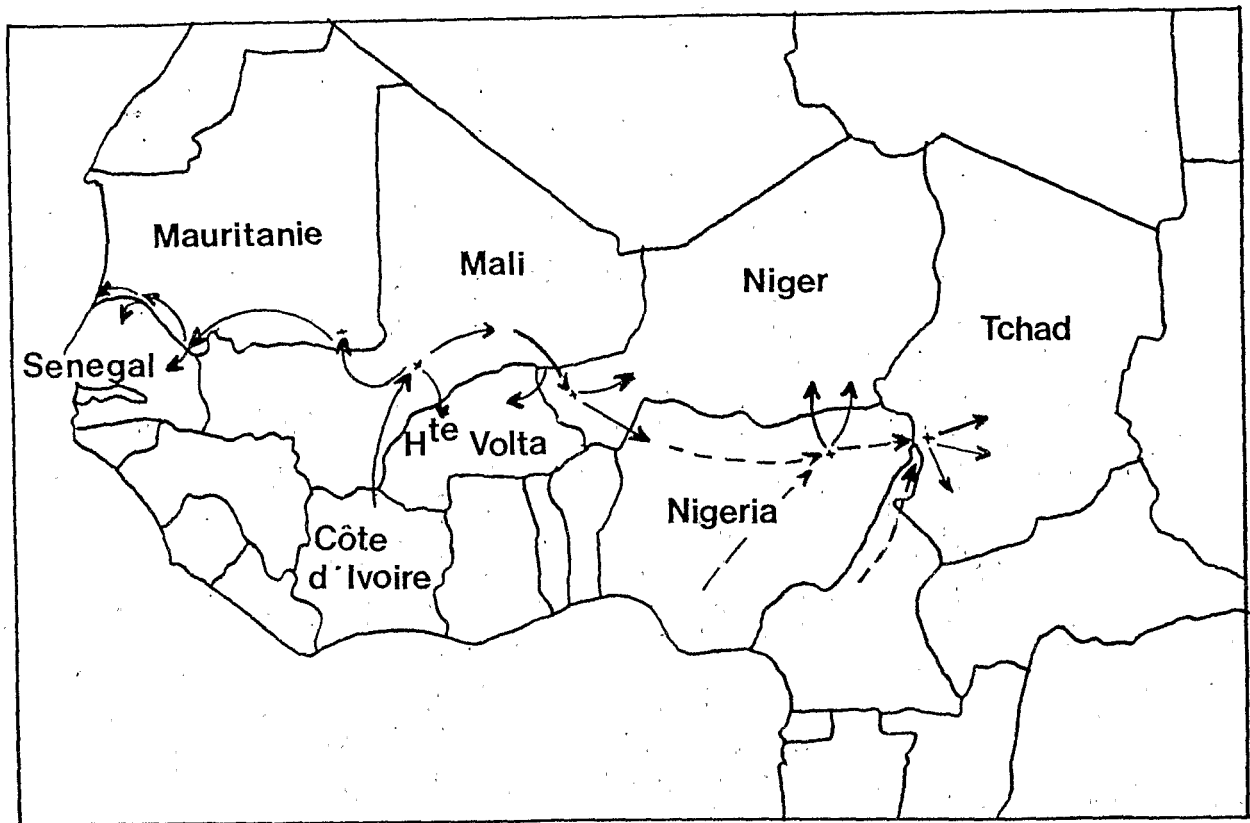 Mauritanie
Mali
Niger
Tchad
Senegal
Hte Volta
Nigeria
Côte
d'Ivoire